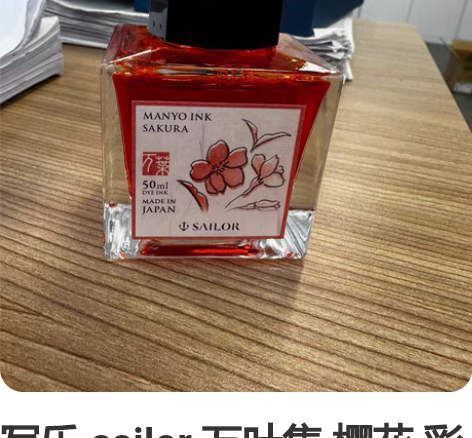 MANYO INK
SAKURA
万葉
50ml
DYE INK
MADE IN
JAPAN
SAILOR
写乐 sailor 万叶集 樱花 彩